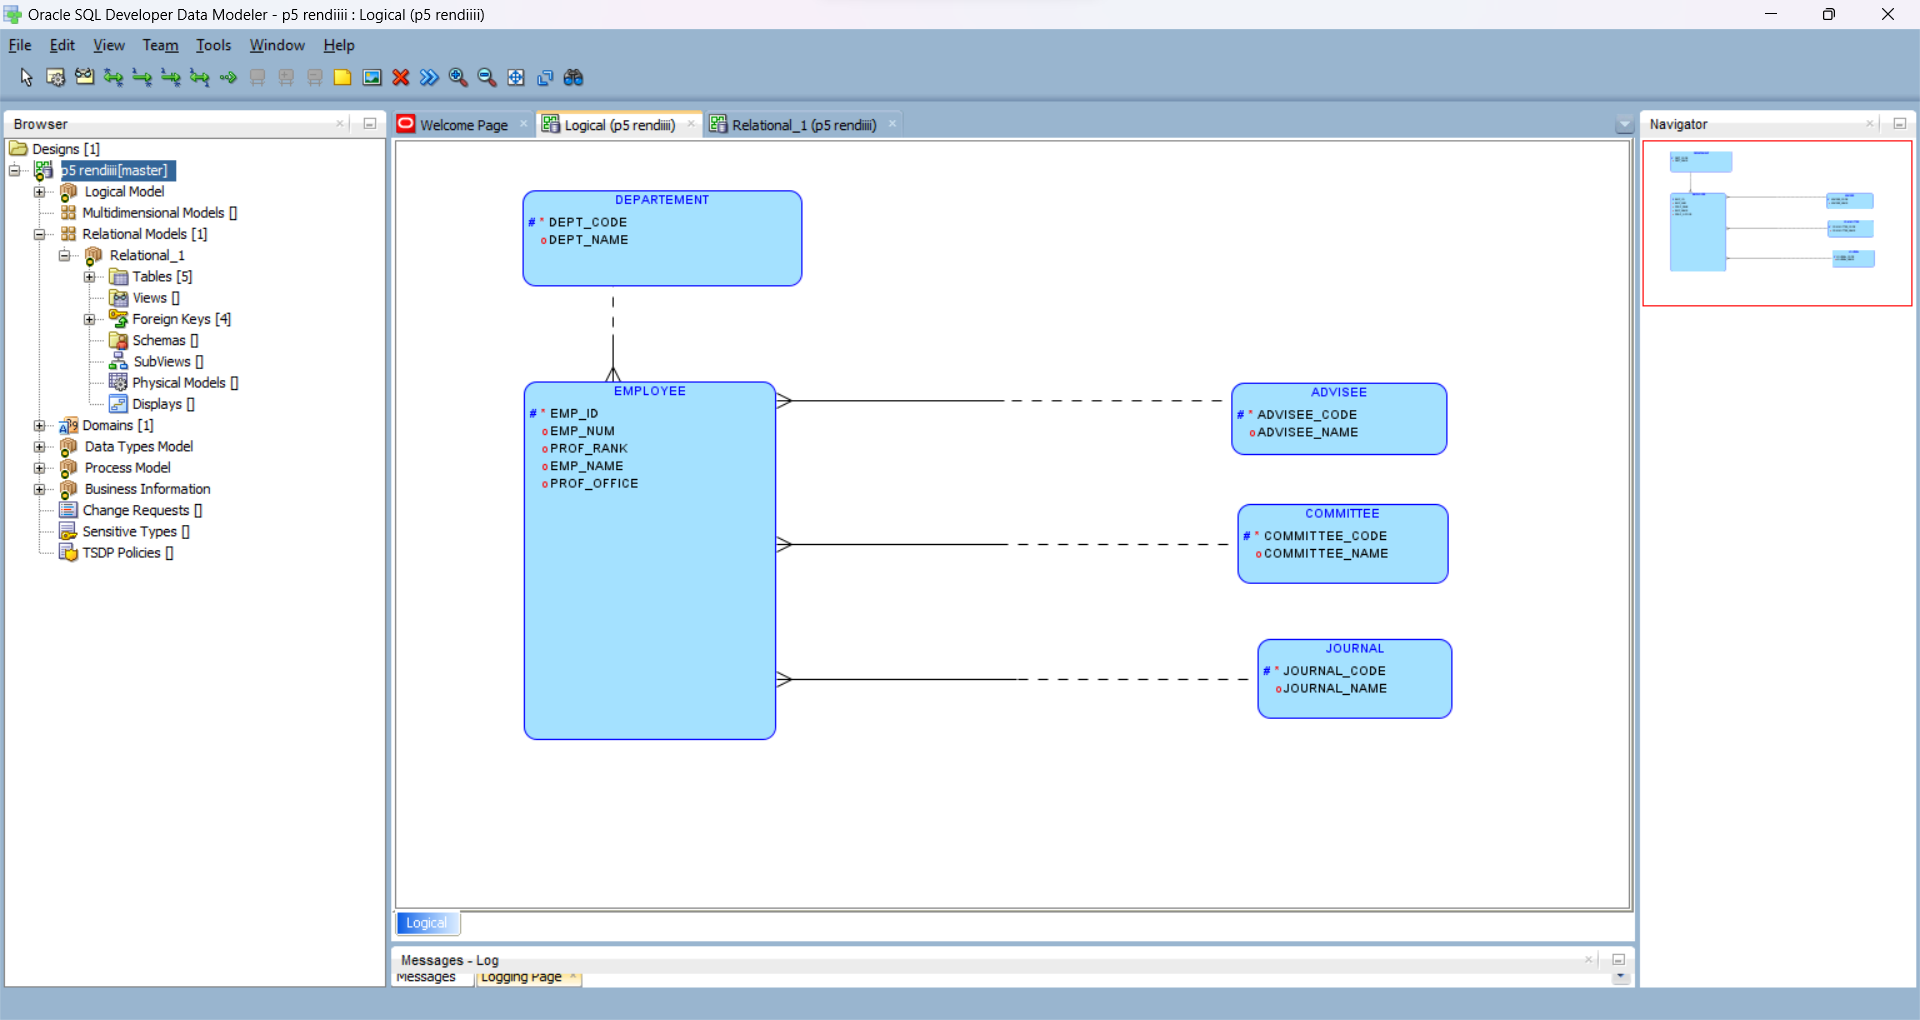 Oracle SQL Developer Data Modeler - p5 rendiiii : Logical (p5 rendiiii)
File Edit View Team Tools Window Help
Browser
Designs [1]
p5 rendiiii[master]
Logical Model
Multidimensional Models []
Relational Models [1]
Relational_1
Tables [5]
Views []
Foreign Keys [4]
Schemas []
SubViews []
Physical Models []
Displays []
Domains [1]
Data Types Model
Process Model
Business Information
Change Requests []
Sensitive Types []
TSDP Policies []
Welcome Page
Logical (p5 rendiiii)
Relational_1 (p5 rendiiii)
DEPARTEMENT
# * DEPT_CODE
o DEPT_NAME
EMPLOYEE
# * EMP_ID
o EMP_NUM
o PROF_RANK
o EMP_NAME
o PROF_OFFICE
ADVISEE
# * ADVISEE_CODE
o ADVISEE_NAME
COMMITTEE
# * COMMITTEE_CODE
o COMMITTEE_NAME
JOURNAL
# * JOURNAL_CODE
o JOURNAL_NAME
Logical
Messages - Log
Messages
Logging Page
Navigator